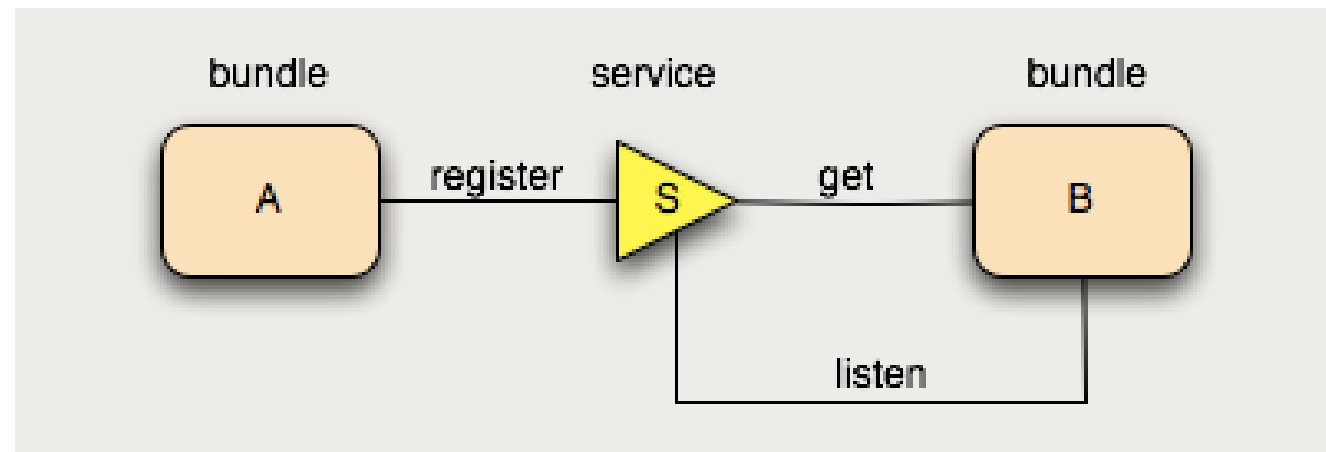 bundle
service
bundle
A
register
S
get
B
listen